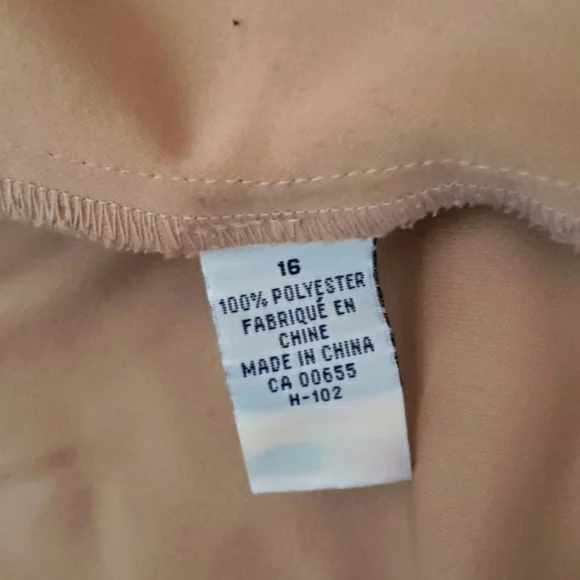 16
100% POLYESTER
FABRIQUÉ EN
CHINE
MADE IN CHINA
CA 00655
H-102